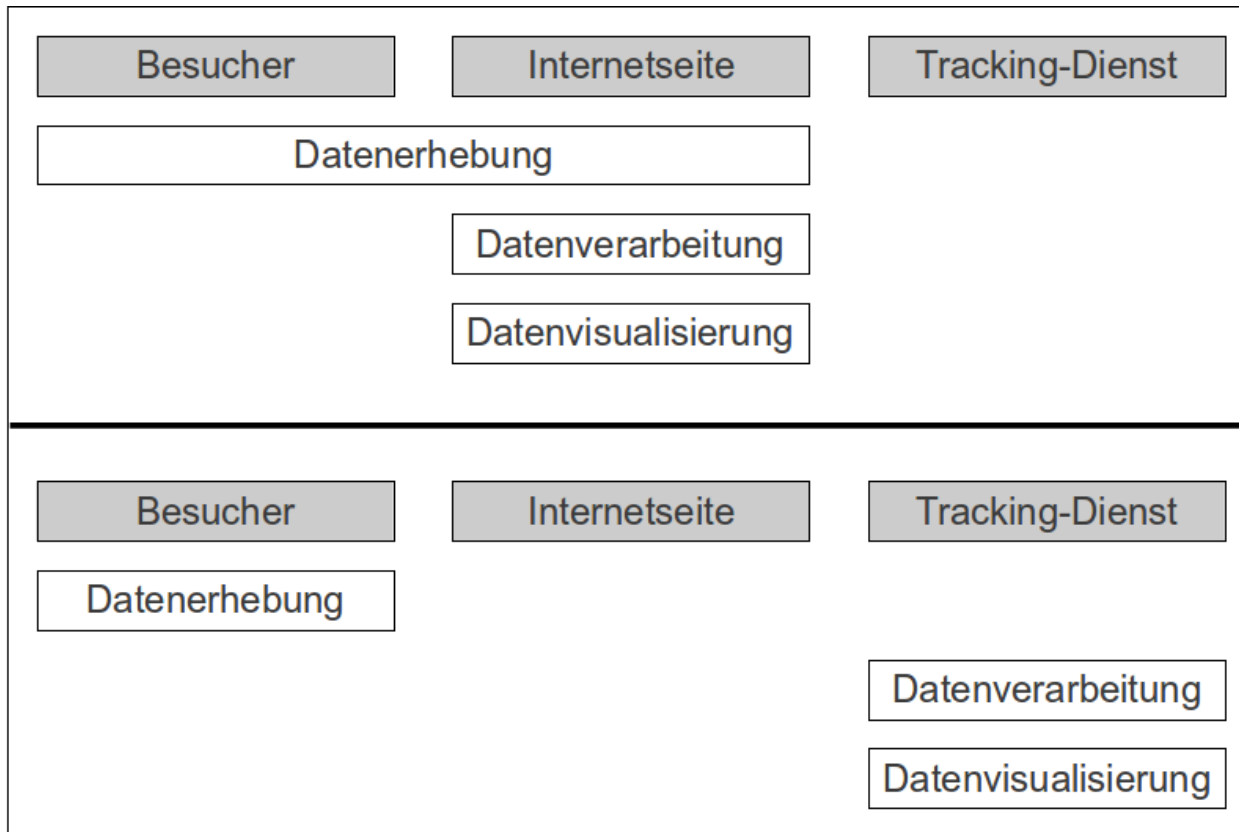 Besucher Internetseite Tracking-Dienst
Datenerhebung
Datenverarbeitung
Datenvisualisierung
Besucher Internetseite Tracking-Dienst
Datenerhebung
Datenverarbeitung
Datenvisualisierung